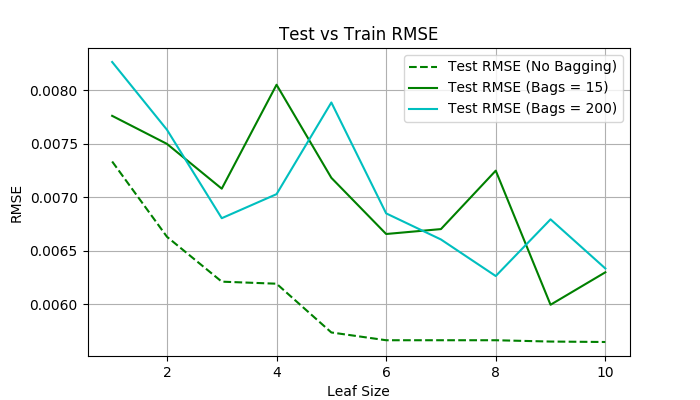 Test vs Train RMSE
Test RMSE (No Bagging)
Test RMSE (Bags = 15)
Test RMSE (Bags = 200)
RMSE
0.0080
0.0075
0.0070
0.0065
0.0060
2 4 6 8 10
Leaf Size